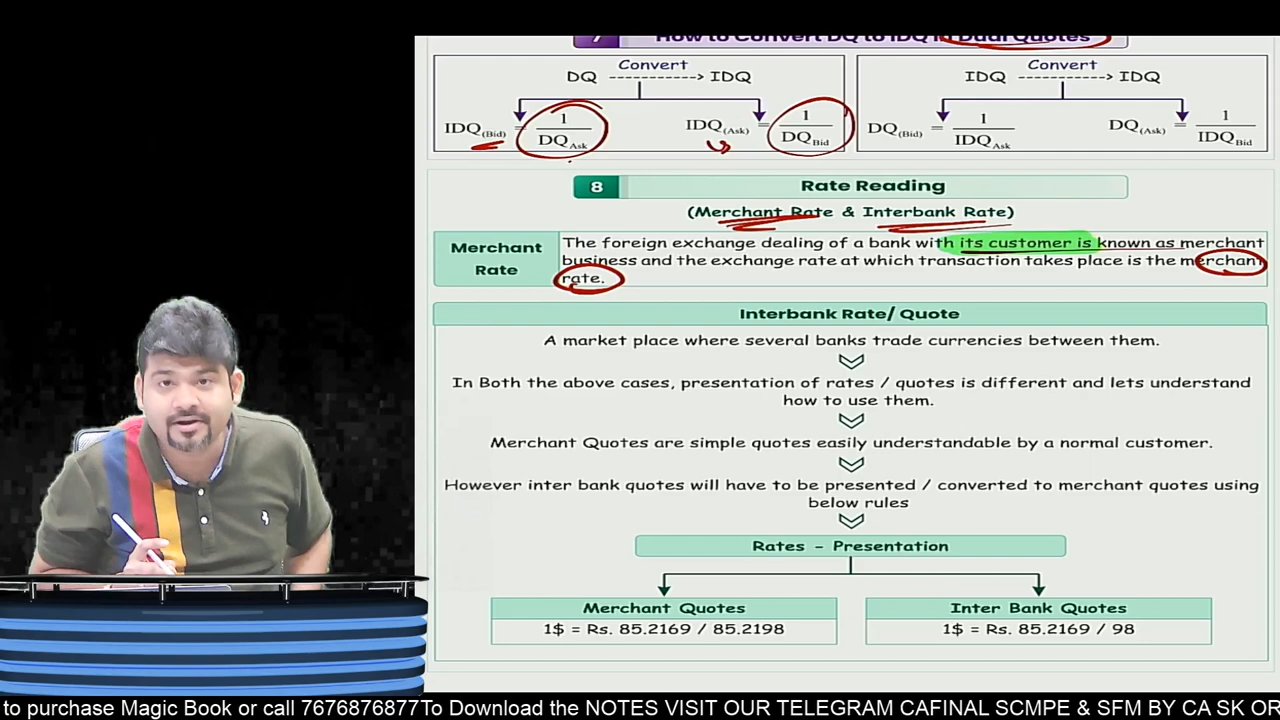 7 How to Convert DQ to IDQ in Dual Quotes
Convert
DQ ----------> IDQ
IDQ(Bid) = 1 / DQAsk
IDQ(Ask) = 1 / DQBid
Convert
IDQ ----------> IDQ
DQ(Bid) = 1 / IDQAsk
DQ(Ask) = 1 / IDQBid
8 Rate Reading
(Merchant Rate & Interbank Rate)
Merchant
Rate
The foreign exchange dealing of a bank with its customer is known as merchant
business and the exchange rate at which transaction takes place is the merchant
rate.
Interbank Rate/ Quote
A market place where several banks trade currencies between them.
In Both the above cases, presentation of rates / quotes is different and lets understand
how to use them.
Merchant Quotes are simple quotes easily understandable by a normal customer.
However inter bank quotes will have to be presented / converted to merchant quotes using
below rules
Rates - Presentation
Merchant Quotes
1$ = Rs. 85.2169 / 85.2198
Inter Bank Quotes
1$ = Rs. 85.2169 / 98
to purchase Magic Book or call 7676876877To Download the NOTES VISIT OUR TELEGRAM CAFINAL SCMPE & SFM BY CA SK OR